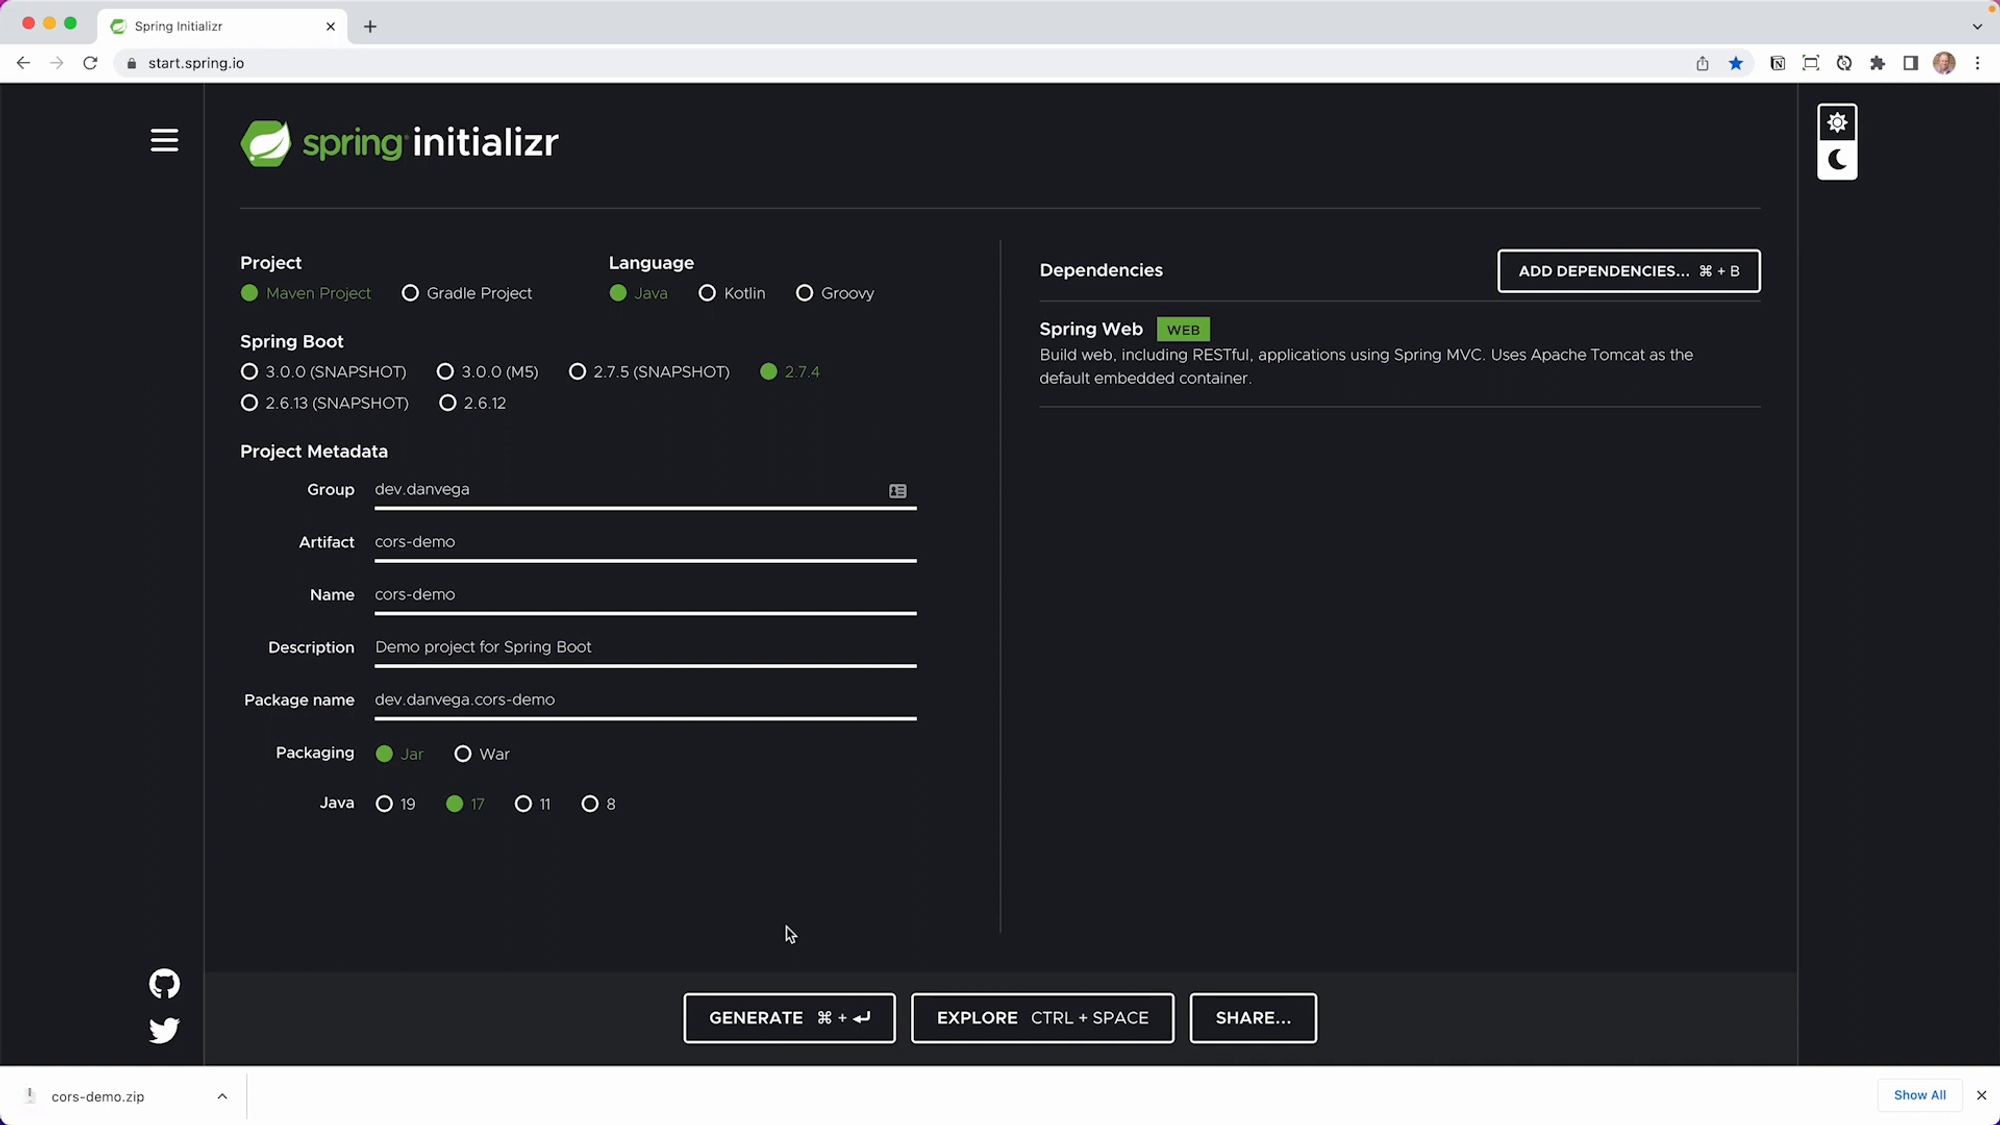 Spring Initializr
start.spring.io
spring initializr
Project
Maven Project
Gradle Project
Language
Java
Kotlin
Groovy
Spring Boot
3.0.0 (SNAPSHOT)
3.0.0 (M5)
2.7.5 (SNAPSHOT)
2.7.4
2.6.13 (SNAPSHOT)
2.6.12
Project Metadata
Group dev.danvega
Artifact cors-demo
Name cors-demo
Description Demo project for Spring Boot
Package name dev.danvega.cors-demo
Packaging Jar War
Java 19 17 11 8
Dependencies
ADD DEPENDENCIES... ⌘ + B
Spring Web WEB
Build web, including RESTful, applications using Spring MVC. Uses Apache Tomcat as the
default embedded container.
GENERATE ⌘ + ↵
EXPLORE CTRL + SPACE
SHARE...
cors-demo.zip
Show All